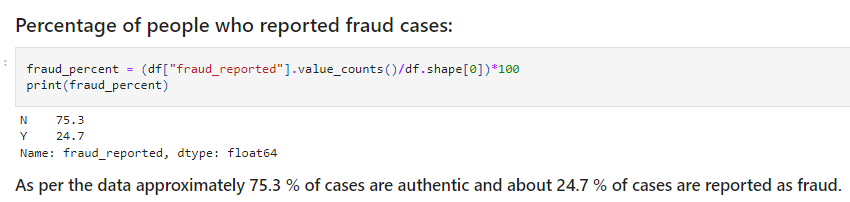 Percentage of people who reported fraud cases:
:
fraud_percent = (df["fraud_reported"].value_counts()/df.shape[0])*100
print(fraud_percent)
N    75.3
Y    24.7
Name: fraud_reported, dtype: float64
As per the data approximately 75.3 % of cases are authentic and about 24.7 % of cases are reported as fraud.